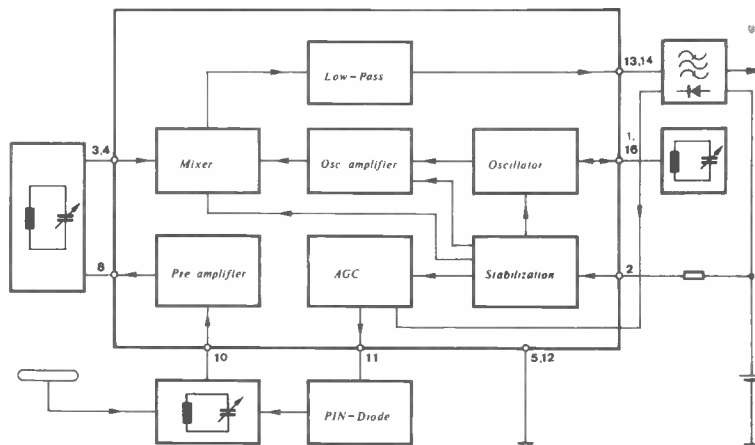 Low-Pass
13,14
3,4
Mixer
Osc amplifier
Oscillator
1,
16
8
Pre amplifier
AGC
Stabilization
2
10
11
5,12
PIN-Diode